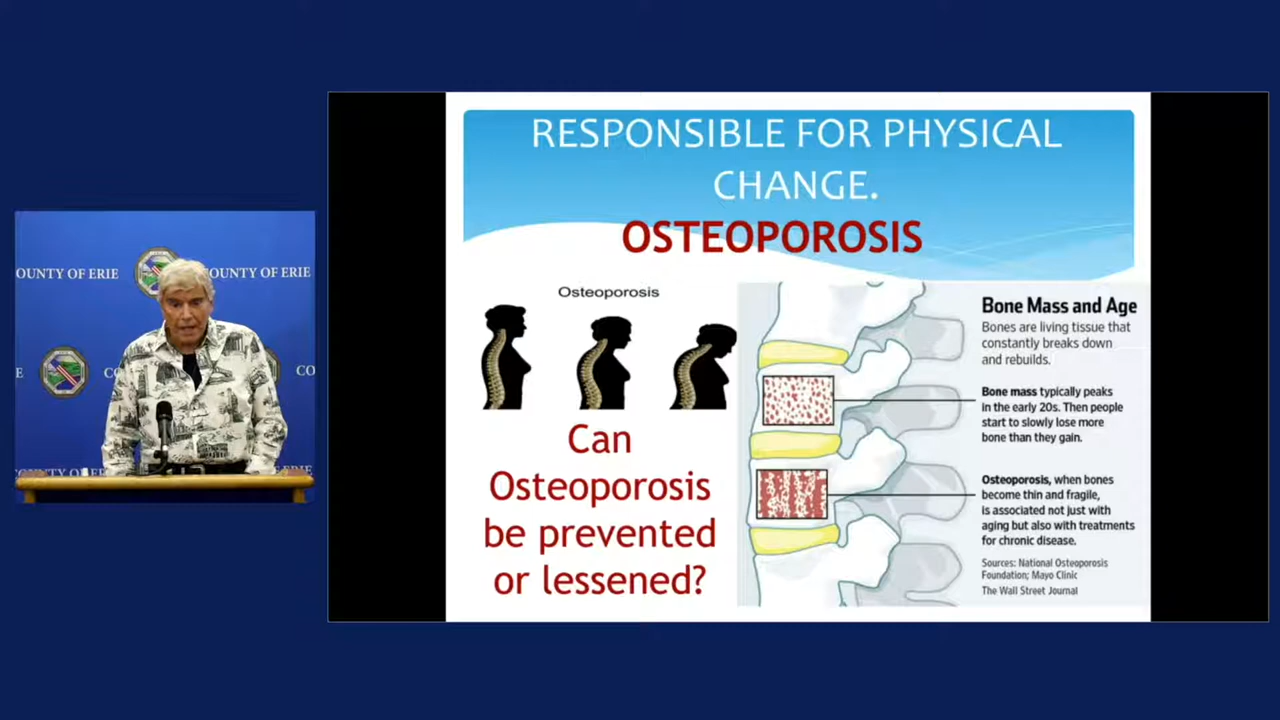 RESPONSIBLE FOR PHYSICAL
CHANGE.
OSTEOPOROSIS
Osteoporosis
Can
Osteoporosis
be prevented
or lessened?
Bone Mass and Age
Bones are living tissue that
constantly breaks down
and rebuilds.
Bone mass typically peaks
in the early 20s. Then people
start to slowly lose more
bone than they gain.
Osteoporosis, when bones
become thin and fragile,
is associated not just with
aging but also with treatments
for chronic disease.
Sources: National Osteoporosis
Foundation; Mayo Clinic
The Wall Street Journal
OUNTY OF ERIE
OUNTY OF ERIE
E
CO
COUNTY OF